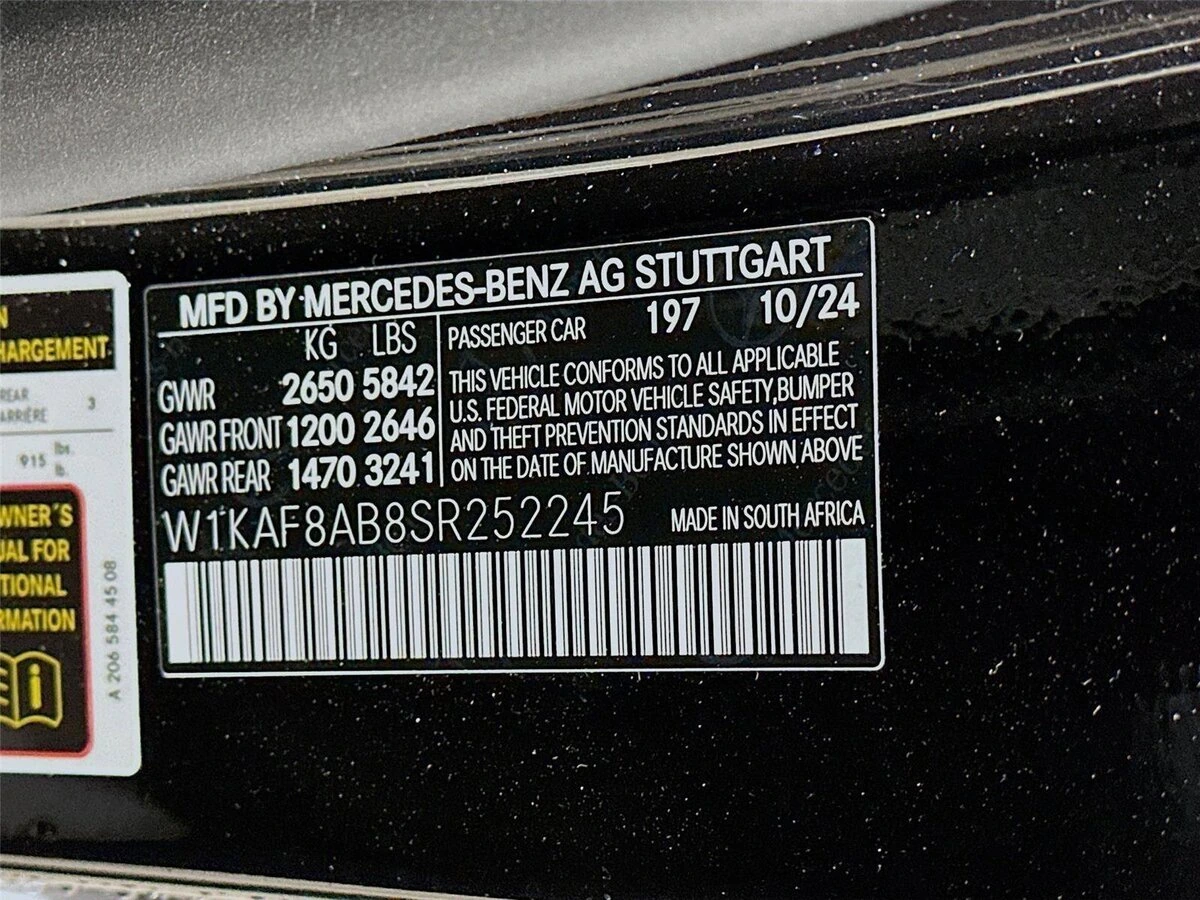 HARGEMENT
3
915 lbs.
lb.
WNER'S
UAL FOR
TIONAL
RMATION
i
A 206 584 45 08
MFD BY MERCEDES-BENZ AG STUTTGART
KG LBS
GVWR 2650 5842
GAWR FRONT 1200 2646
GAWR REAR 1470 3241
PASSENGER CAR 197 10/24
THIS VEHICLE CONFORMS TO ALL APPLICABLE
U.S. FEDERAL MOTOR VEHICLE SAFETY,BUMPER
AND THEFT PREVENTION STANDARDS IN EFFECT
ON THE DATE OF MANUFACTURE SHOWN ABOVE
W1KAF8AB8SR252245 MADE IN SOUTH AFRICA